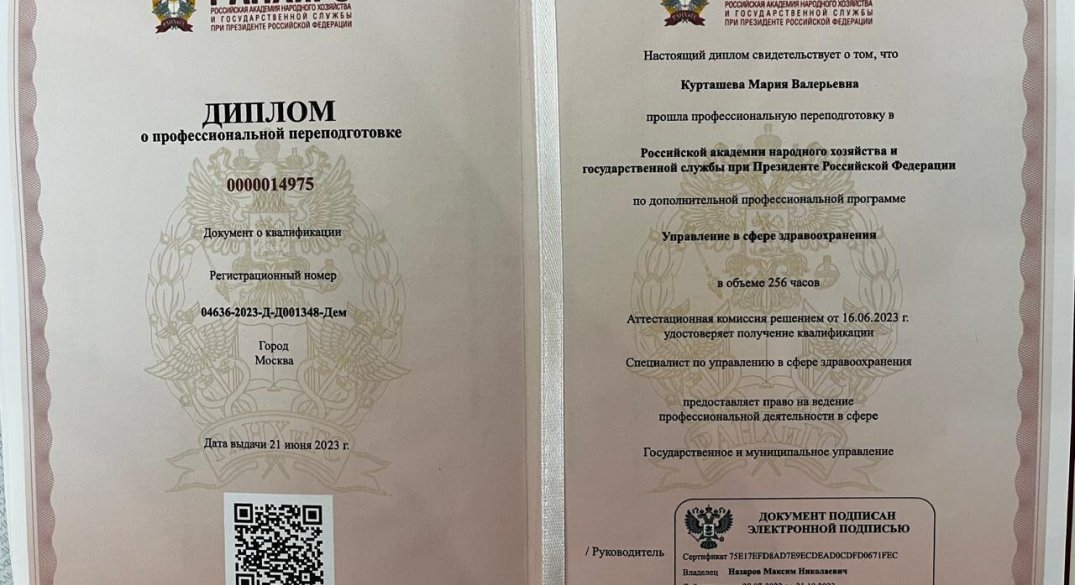 РАНХиГС
РОССИЙСКАЯ АКАДЕМИЯ НАРОДНОГО ХОЗЯЙСТВА
И ГОСУДАРСТВЕННОЙ СЛУЖБЫ
ПРИ ПРЕЗИДЕНТЕ РОССИЙСКОЙ ФЕДЕРАЦИИ
ДИПЛОМ
о профессиональной переподготовке
0000014975
Документ о квалификации
Регистрационный номер
04636-2023-Д-Д001348-Дем
Город
Москва
Дата выдачи 21 июня 2023 г.
РАНХиГС
РОССИЙСКАЯ АКАДЕМИЯ НАРОДНОГО ХОЗЯЙСТВА
И ГОСУДАРСТВЕННОЙ СЛУЖБЫ
ПРИ ПРЕЗИДЕНТЕ РОССИЙСКОЙ ФЕДЕРАЦИИ
Настоящий диплом свидетельствует о том, что
Курташева Мария Валерьевна
прошла профессиональную переподготовку в
Российской академии народного хозяйства и
государственной службы при Президенте Российской Федерации
по дополнительной профессиональной программе
Управление в сфере здравоохранения
в объеме 256 часов
Аттестационная комиссия решением от 16.06.2023 г.
удостоверяет получение квалификации
Специалист по управлению в сфере здравоохранения
предоставляет право на ведение
профессиональной деятельности в сфере
РАНХиГС
Государственное и муниципальное управление
/ Руководитель
ДОКУМЕНТ ПОДПИСАН
ЭЛЕКТРОННОЙ ПОДПИСЬЮ
Сертификат 75E17EFD8AD7E9ECDEAD0CDFD0671FEC
Владелец Назаров Максим Николаевич